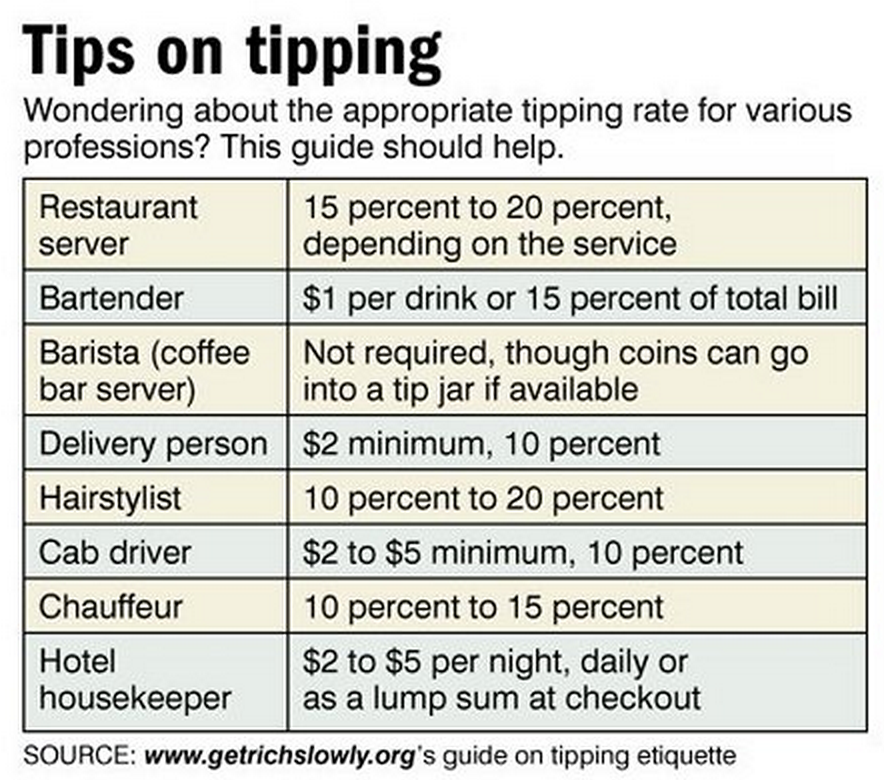 Tips on tipping
Wondering about the appropriate tipping rate for various
professions? This guide should help.
Restaurant
server
15 percent to 20 percent,
depending on the service
Bartender
$1 per drink or 15 percent of total bill
Barista (coffee
bar server)
Not required, though coins can go
into a tip jar if available
Delivery person
$2 minimum, 10 percent
Hairstylist
10 percent to 20 percent
Cab driver
$2 to $5 minimum, 10 percent
Chauffeur
10 percent to 15 percent
Hotel
housekeeper
$2 to $5 per night, daily or
as a lump sum at checkout
SOURCE: www.getrichslowly.org's guide on tipping etiquette